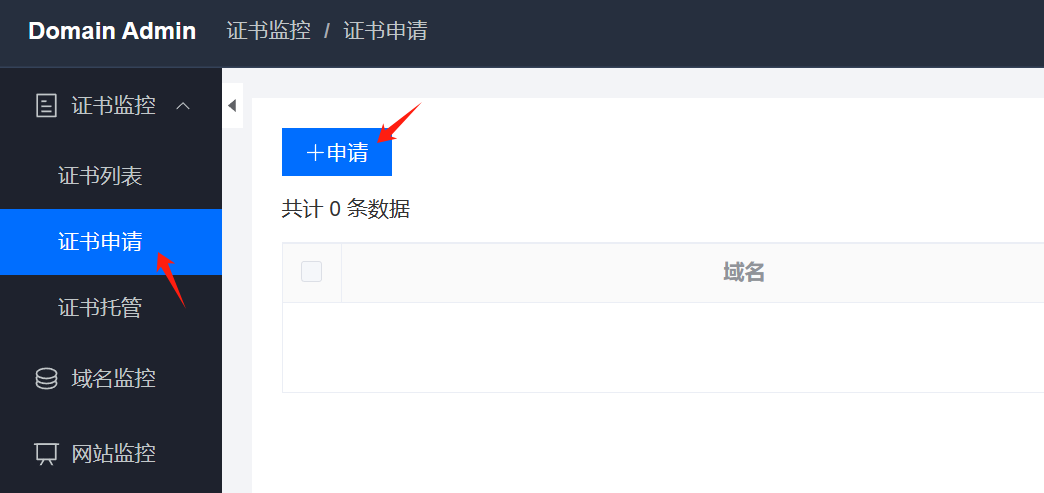 Domain Admin 证书监控 / 证书申请
证书监控
证书列表
证书申请
证书托管
域名监控
网站监控
+申请
共计 0 条数据
域名